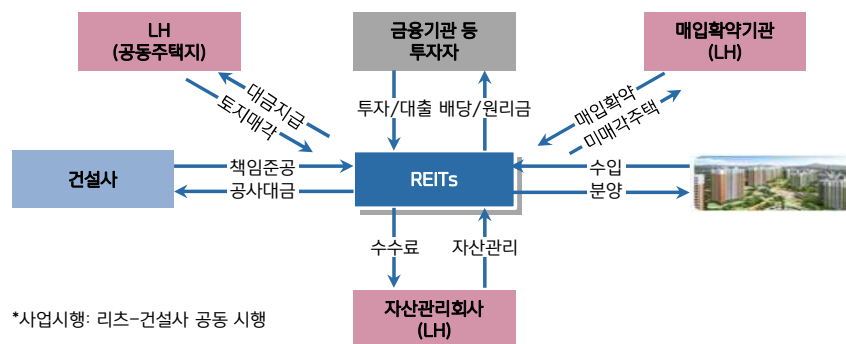 LH
(공동주택지)
금융기관 등
투자자
매입확약기관
(LH)
대금지급
토지매각
투자/대출
배당/원리금
매입확약
미매각주택
건설사
책임준공
공사대금
REITs
수입
분양
수수료
자산관리
자산관리회사
(LH)
*사업시행: 리츠-건설사 공동 시행